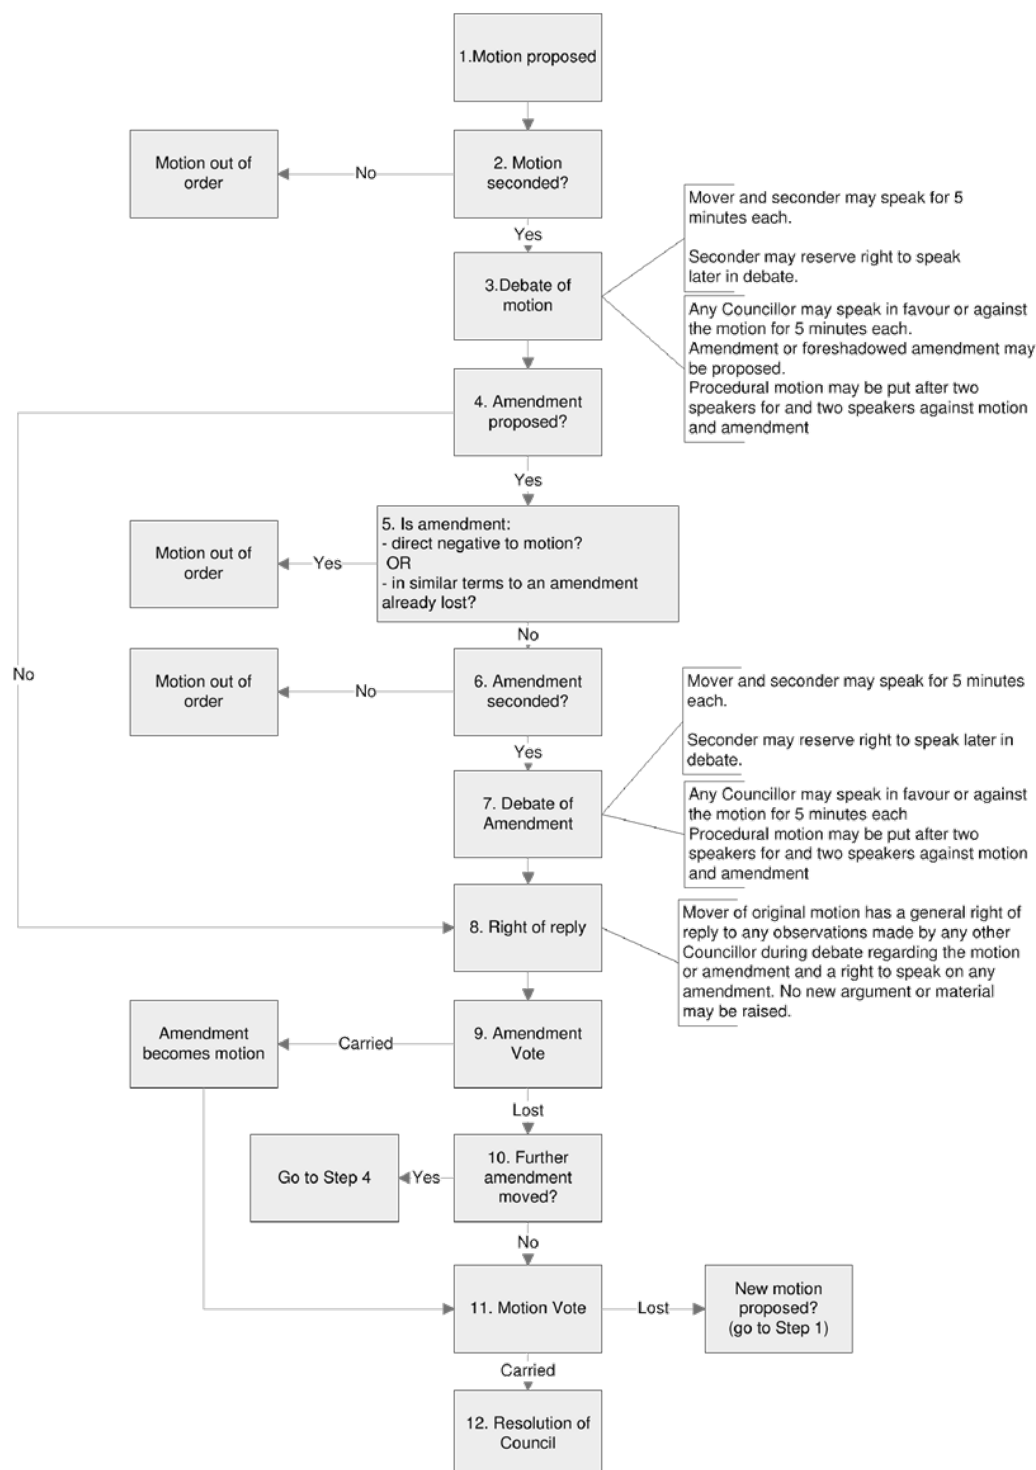 1.Motion proposed
Motion out of
order
No
2. Motion
seconded?
Mover and seconder may speak for 5
minutes each.
Seconder may reserve right to speak
later in debate.
Yes
3.Debate of
motion
Any Councillor may speak in favour or against
the motion for 5 minutes each.
Amendment or foreshadowed amendment may
be proposed.
Procedural motion may be put after two
speakers for and two speakers against motion
and amendment
4. Amendment
proposed?
Yes
5. Is amendment:
- direct negative to motion?
OR
- in similar terms to an amendment
already lost?
Motion out of
order
Yes
No
No
Motion out of
order
No
6. Amendment
seconded?
Mover and seconder may speak for 5 minutes
each.
Seconder may reserve right to speak later in
debate.
Yes
7. Debate of
Amendment
Any Councillor may speak in favour or against
the motion for 5 minutes each
Procedural motion may be put after two
speakers for and two speakers against motion
and amendment
8. Right of reply
Mover of original motion has a general right of
reply to any observations made by any other
Councillor during debate regarding the motion
or amendment and a right to speak on any
amendment. No new argument or material
may be raised.
Amendment
becomes motion
Carried
9. Amendment
Vote
Lost
Go to Step 4
Yes
10. Further
amendment
moved?
No
11. Motion Vote
Lost
New motion
proposed?
(go to Step 1)
Carried
12. Resolution of
Council